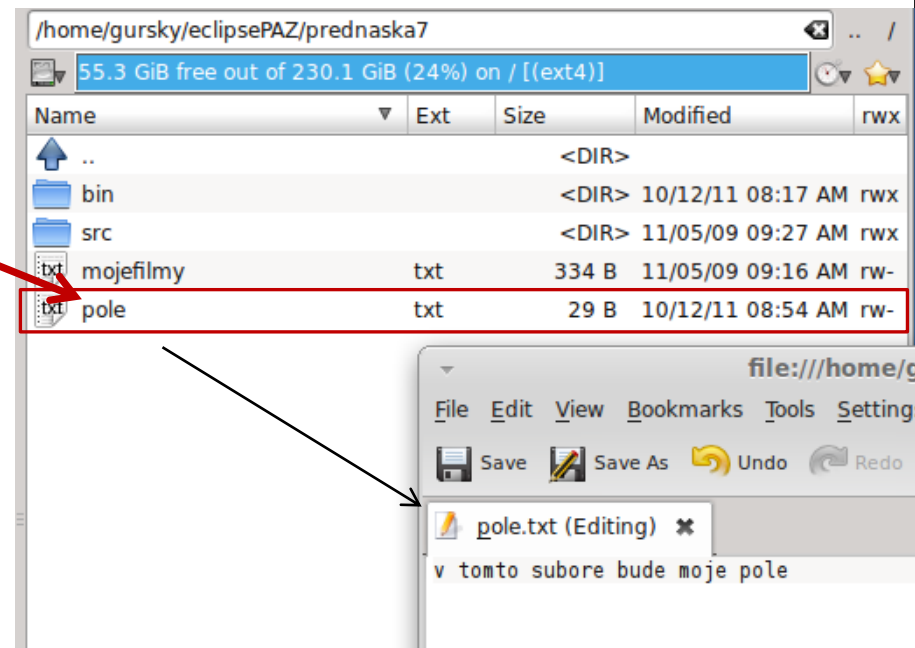 /home/gursky/eclipsePAZ/prednaska7 .. /
55.3 GiB free out of 230.1 GiB (24%) on / [(ext4)]
Name Ext Size Modified rwx
.. <DIR>
bin <DIR> 10/12/11 08:17 AM rwx
src <DIR> 11/05/09 09:27 AM rwx
txt mojefilmy txt 334 B 11/05/09 09:16 AM rw-
txt pole txt 29 B 10/12/11 08:54 AM rw-
file:///home/g
File Edit View Bookmarks Tools Setting
Save Save As Undo Redo
pole.txt (Editing)
v tomto subore bude moje pole